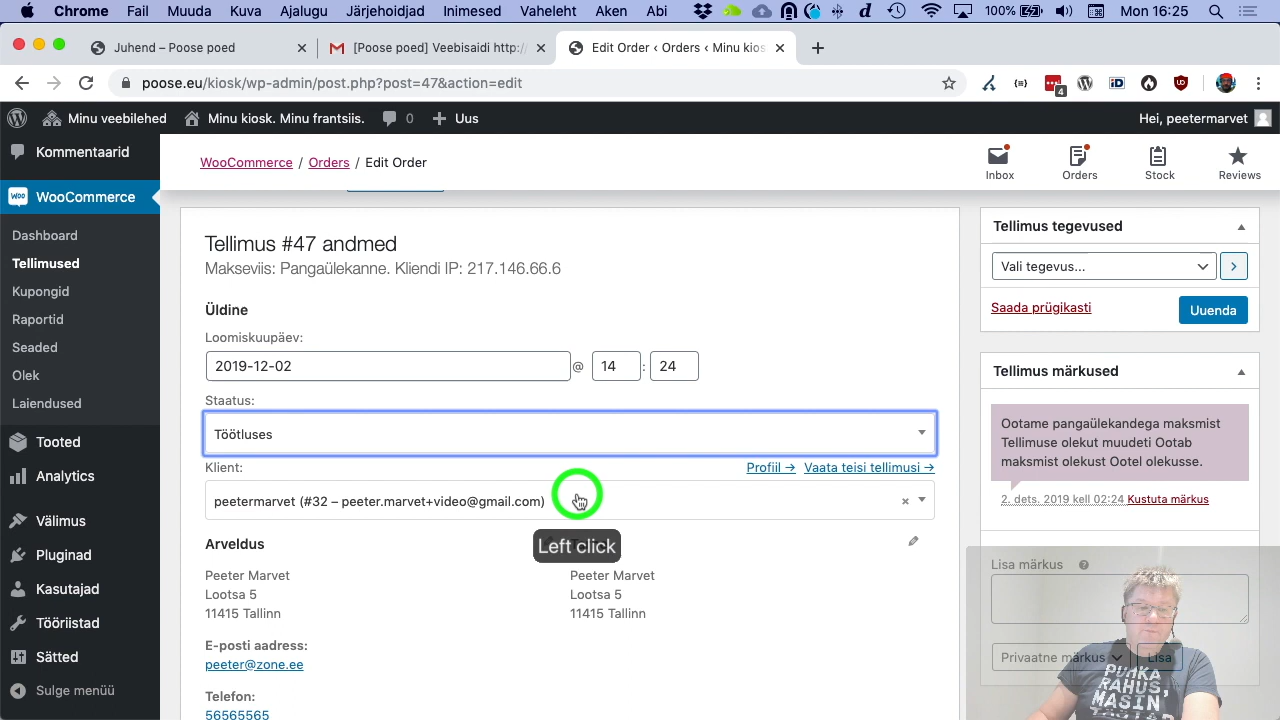 Chrome Fail Muuda Kuva Ajalugu Järjehoidjad Inimesed Vaheleht Aken Abi 100% Mon 16:25
Juhend – Poose poed
[Poose poed] Veebisaidi http:/
Edit Order ‹ Orders ‹ Minu kios
poose.eu/kiosk/wp-admin/post.php?post=47&action=edit
4
Minu veebilehed Minu kiosk. Minu frantsiis. 0 Uus Hei, peetermarvet
Kommentaarid
WooCommerce
Dashboard
Tellimused
Kupongid
Raportid
Seaded
Olek
Laiendused
Tooted
Analytics
Välimus
Pluginad
Kasutajad
Tööriistad
Sätted
Sulge menüü
WooCommerce / Orders / Edit Order
Inbox
Orders
Stock
Reviews
Tellimus #47 andmed
Makseviis: Pangaülekanne. Kliendi IP: 217.146.66.6
Üldine
Loomiskuupäev:
2019-12-02 @ 14 : 24
Staatus:
Töötluses
Klient: Profiil → Vaata teisi tellimusi →
peetermarvet (#32 – peeter.marvet+video@gmail.com) ×
Left click
Arveldus
Peeter Marvet
Lootsa 5
11415 Tallinn
E-posti aadress:
peeter@zone.ee
Telefon:
56565565
Peeter Marvet
Lootsa 5
11415 Tallinn
Tellimus tegevused
Vali tegevus...
Saada prügikasti Uuenda
Tellimus märkused
Ootame pangaülekandega maksmist
Tellimuse olekut muudeti Ootab
maksmist olekust Ootel olekusse.
2. dets. 2019 kell 02:24 Kustuta märkus
Lisa märkus
Privaatne märkus Lisa
PUHKA
RAHUS,
MASIN